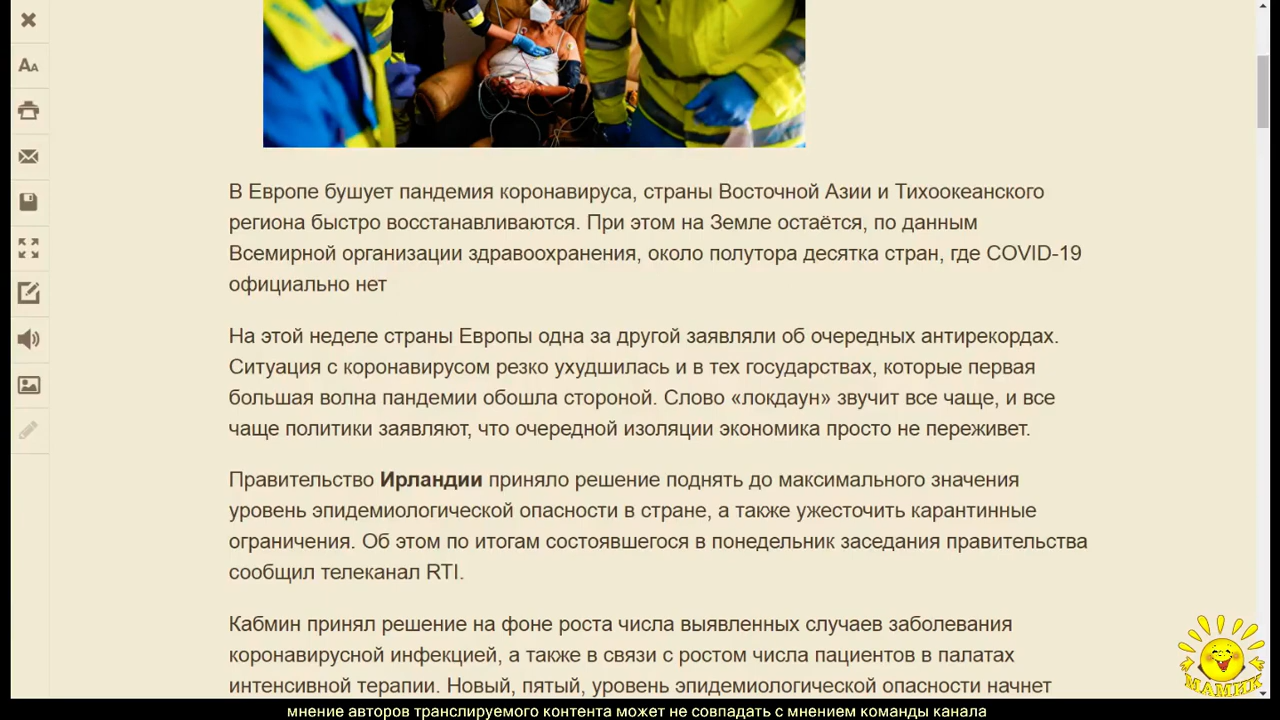 AA
В Европе бушует пандемия коронавируса, страны Восточной Азии и Тихоокеанского
региона быстро восстанавливаются. При этом на Земле остаётся, по данным
Всемирной организации здравоохранения, около полутора десятка стран, где COVID-19
официально нет
На этой неделе страны Европы одна за другой заявляли об очередных антирекордах.
Ситуация с коронавирусом резко ухудшилась и в тех государствах, которые первая
большая волна пандемии обошла стороной. Слово «локдаун» звучит все чаще, и все
чаще политики заявляют, что очередной изоляции экономика просто не переживет.
Правительство Ирландии приняло решение поднять до максимального значения
уровень эпидемиологической опасности в стране, а также ужесточить карантинные
ограничения. Об этом по итогам состоявшегося в понедельник заседания правительства
сообщил телеканал RTI.
Кабмин принял решение на фоне роста числа выявленных случаев заболевания
коронавирусной инфекцией, а также в связи с ростом числа пациентов в палатах
интенсивной терапии. Новый, пятый, уровень эпидемиологической опасности начнет
МАМИК
мнение авторов транслируемого контента может не совпадать с мнением команды канала